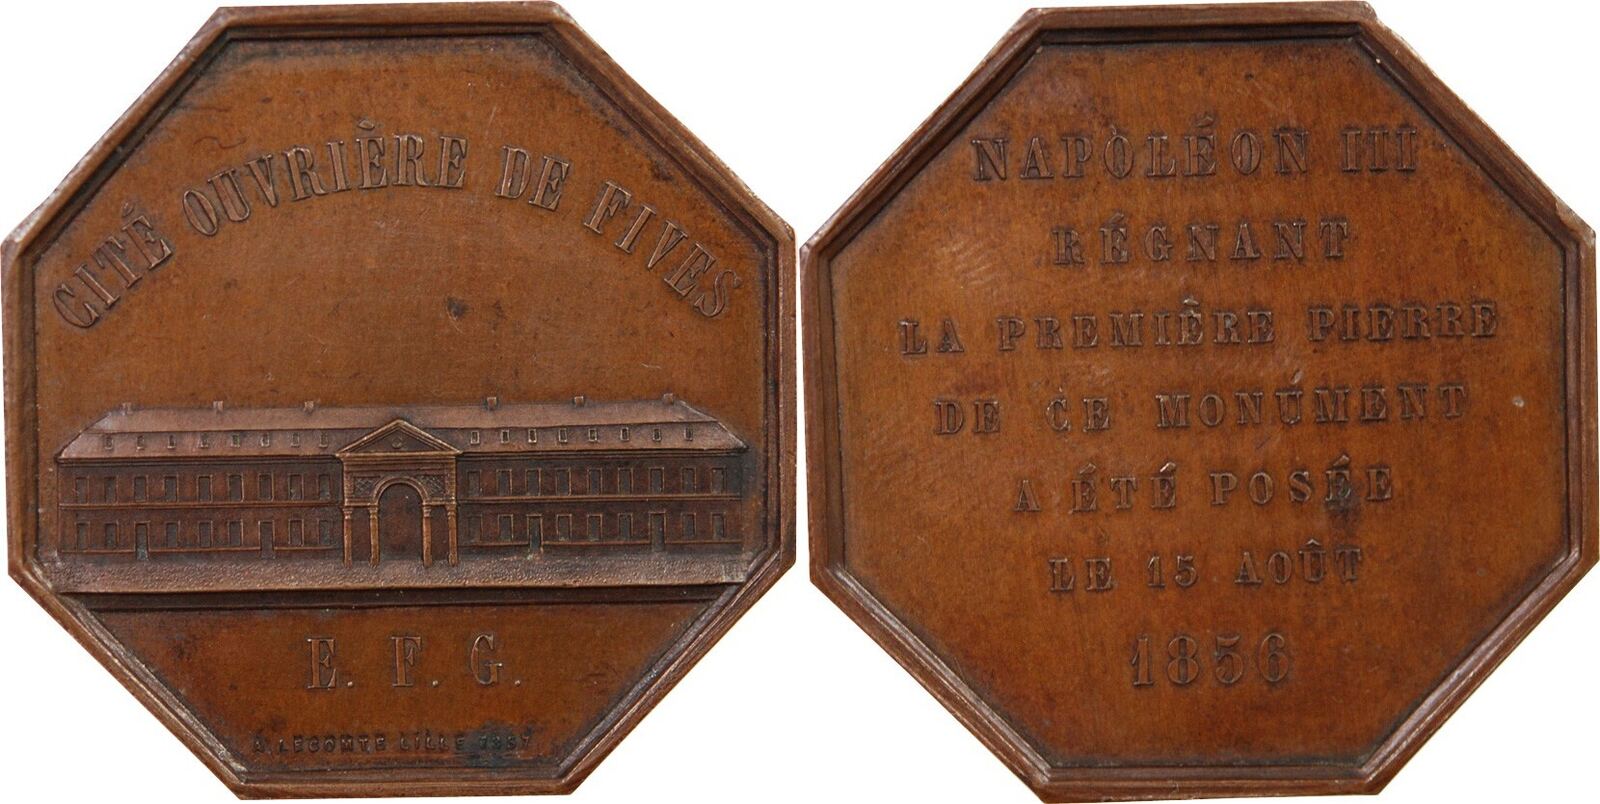 CITÉ OUVRIÈRE DE FIVES
E. F. G.
A. LECOMTE LILLE 1857
NAPOLÉON III
RÉGNANT
LA PREMIÈRE PIERRE
DE CE MONUMENT
A ÉTÉ POSÉE
LE 15 AOÛT
1856